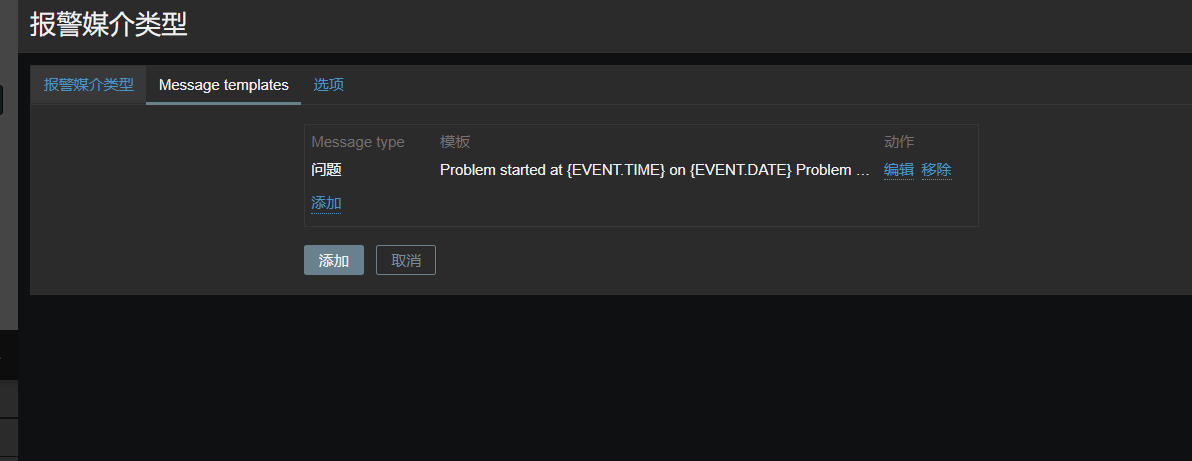 报警媒介类型
报警媒介类型 Message templates 选项
Message type 模板 动作
问题 Problem started at {EVENT.TIME} on {EVENT.DATE} Problem ... 编辑 移除
添加
添加 取消